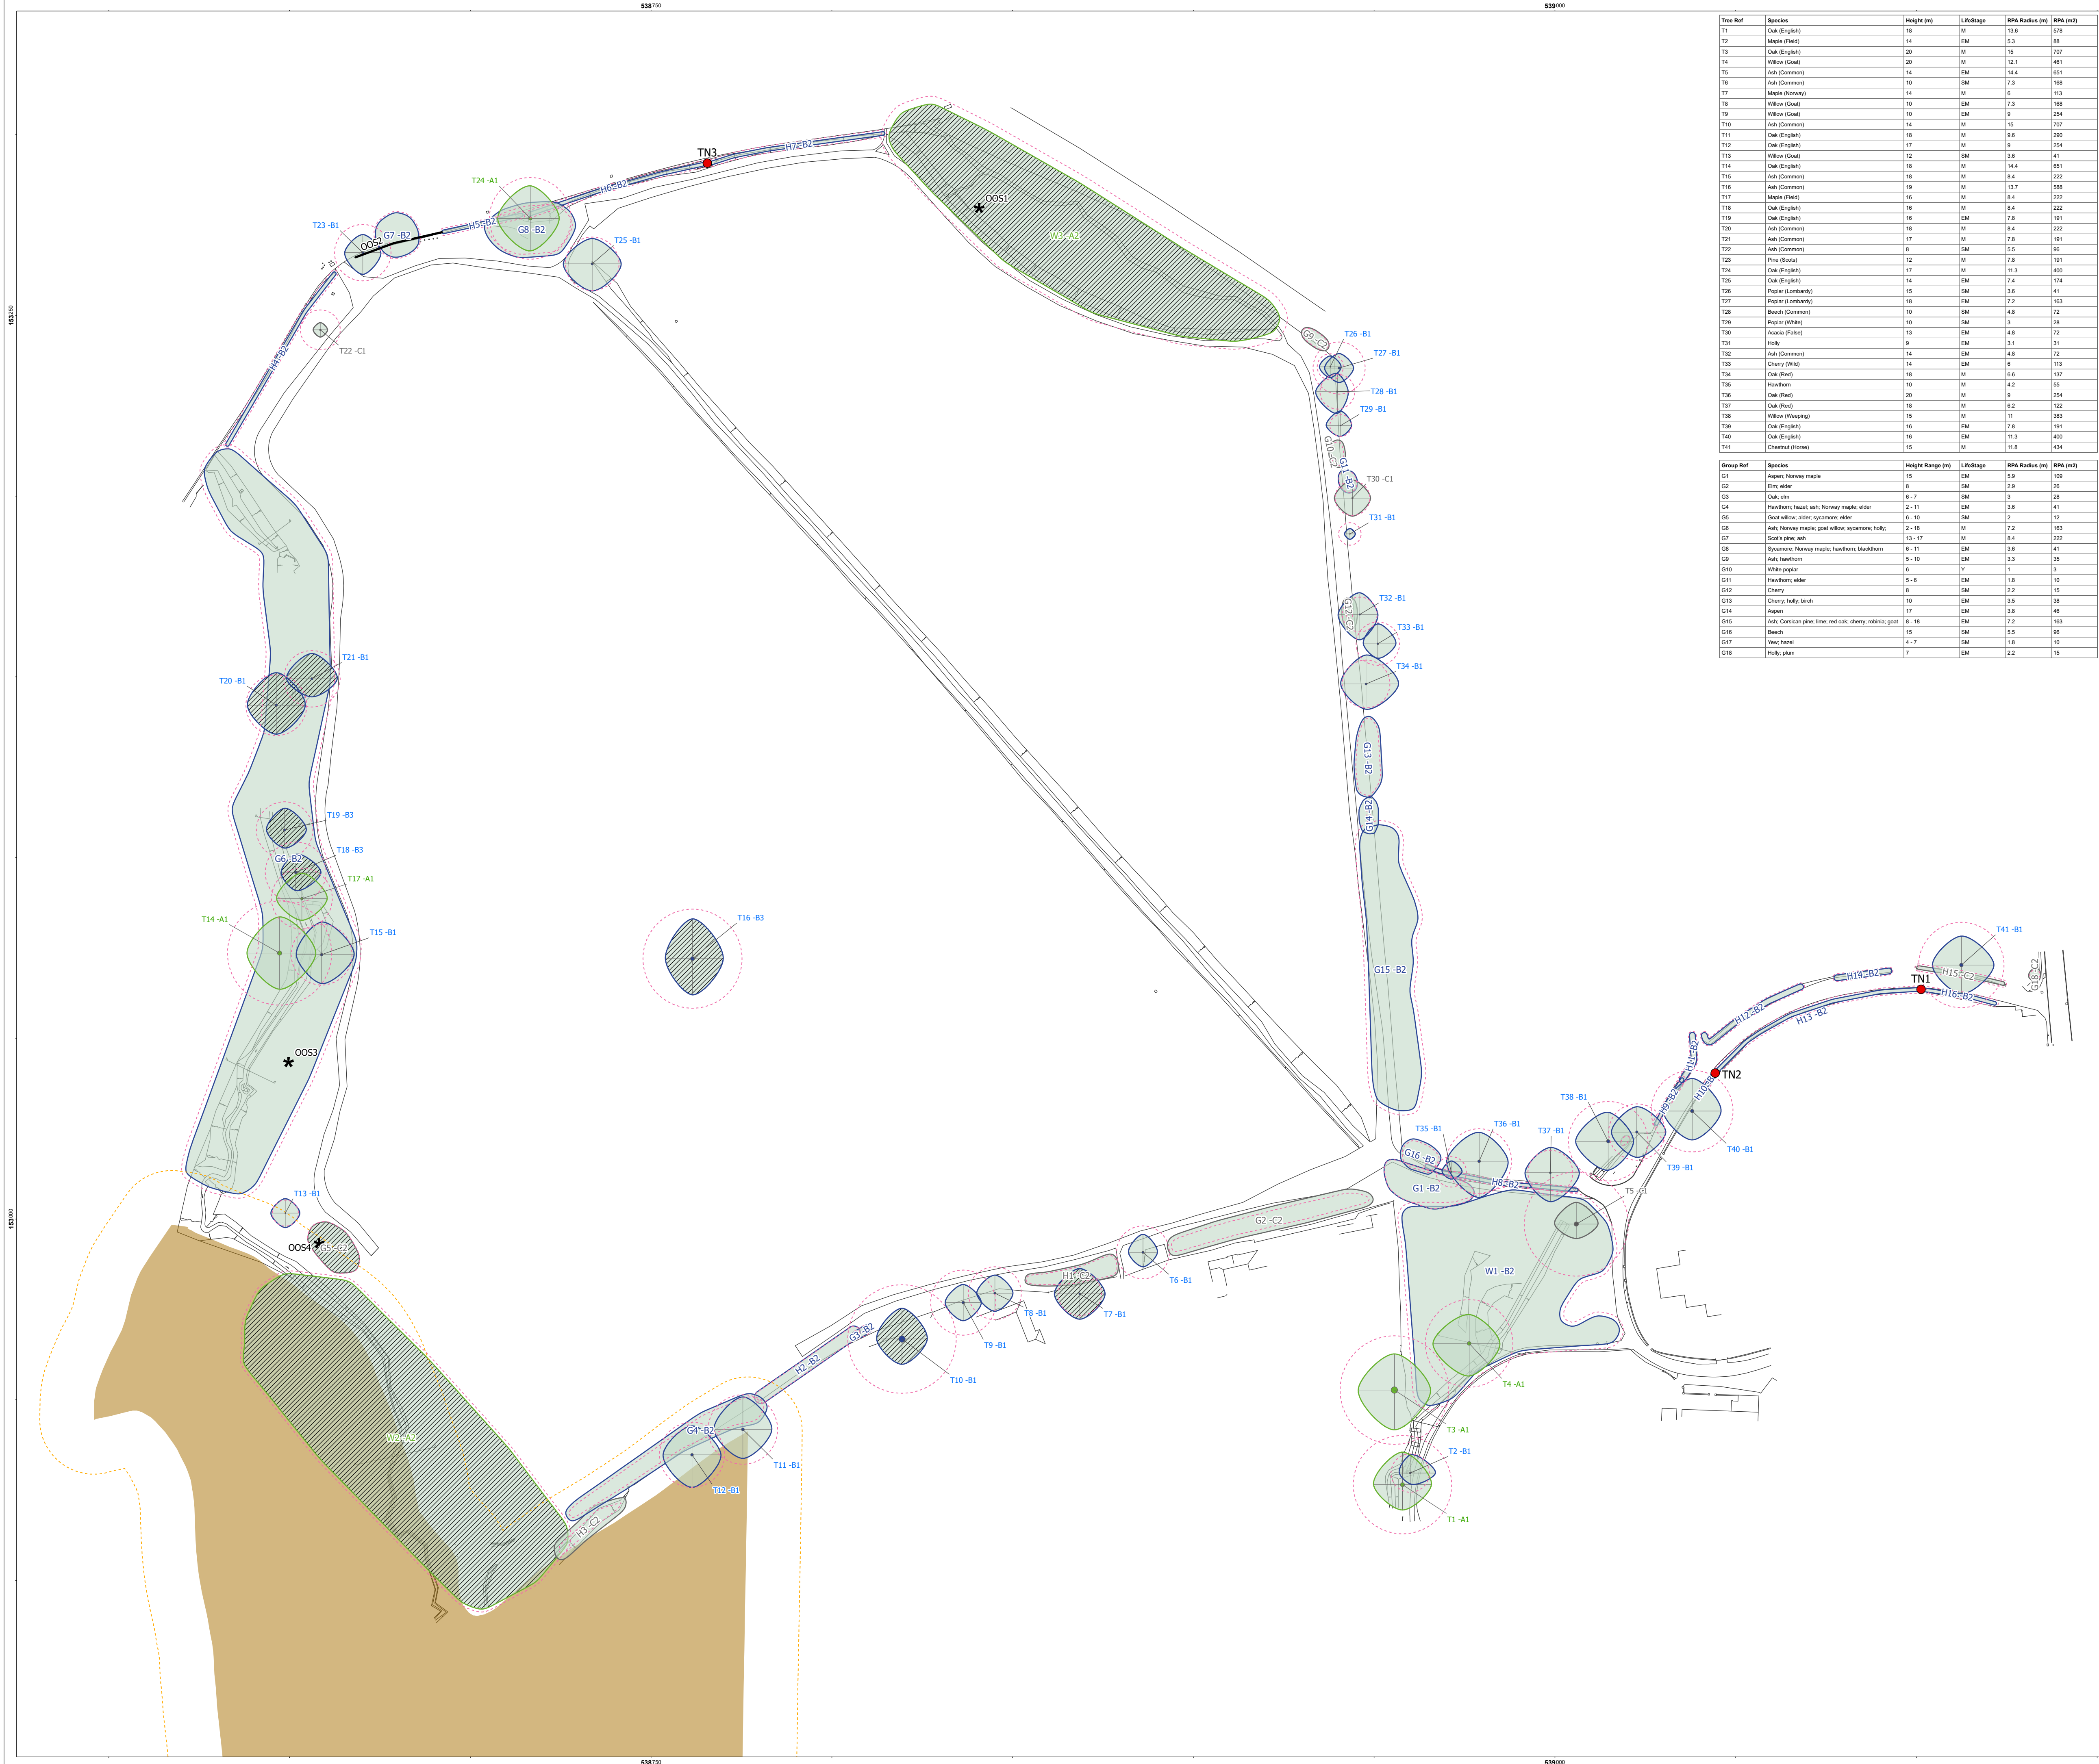 538750
539000
Tree Ref Species Height (m) LifeStage RPA Radius (m) RPA (m2)
T1 Oak (English) 18 M 13.6 578
T2 Maple (Field) 14 EM 5.3 88
T3 Oak (English) 20 M 15 707
T4 Willow (Goat) 20 M 12.1 461
T5 Ash (Common) 14 EM 14.4 651
T6 Ash (Common) 10 SM 7.3 168
T7 Maple (Norway) 14 M 6 113
T8 Willow (Goat) 10 EM 7.3 168
T9 Willow (Goat) 10 EM 9 254
T10 Ash (Common) 14 M 15 707
T11 Oak (English) 18 M 9.6 290
T12 Oak (English) 17 M 9 254
T13 Willow (Goat) 12 SM 3.6 41
T14 Oak (English) 18 M 14.4 651
T15 Ash (Common) 18 M 8.4 222
T16 Ash (Common) 19 M 13.7 588
T17 Maple (Field) 16 M 8.4 222
T18 Oak (English) 16 M 8.4 222
T19 Oak (English) 16 EM 7.8 191
T20 Ash (Common) 18 M 8.4 222
T21 Ash (Common) 17 M 7.8 191
T22 Ash (Common) 8 SM 5.5 96
T23 Pine (Scots) 12 M 7.8 191
T24 Oak (English) 17 M 11.3 400
T25 Oak (English) 14 EM 7.4 174
T26 Poplar (Lombardy) 15 SM 3.6 41
T27 Poplar (Lombardy) 18 EM 7.2 163
T28 Beech (Common) 10 SM 4.8 72
T29 Poplar (White) 10 SM 3 28
T30 Acacia (False) 13 EM 4.8 72
T31 Holly 9 EM 3.1 31
T32 Ash (Common) 14 EM 4.8 72
T33 Cherry (Wild) 14 EM 6 113
T34 Oak (Red) 18 M 6.6 137
T35 Hawthorn 10 M 4.2 55
T36 Oak (Red) 20 M 9 254
T37 Oak (Red) 18 M 6.2 122
T38 Willow (Weeping) 15 M 11 383
T39 Oak (English) 16 EM 7.8 191
T40 Oak (English) 16 EM 11.3 400
T41 Chestnut (Horse) 15 M 11.8 434
Group Ref Species Height Range (m) LifeStage RPA Radius (m) RPA (m2)
G1 Aspen; Norway maple 15 EM 5.9 109
G2 Elm; elder 8 SM 2.9 26
G3 Oak; elm 6 - 7 SM 3 28
G4 Hawthorn; hazel; ash; Norway maple; elder 2 - 11 EM 3.6 41
G5 Goat willow; alder; sycamore; elder 6 - 10 SM 2 12
G6 Ash; Norway maple; goat willow; sycamore; holly; 2 - 18 M 7.2 163
G7 Scot's pine; ash 13 - 17 M 8.4 222
G8 Sycamore; Norway maple; hawthorn; blackthorn 6 - 11 EM 3.6 41
G9 Ash; hawthorn 5 - 10 EM 3.3 35
G10 White poplar 6 Y 1 3
G11 Hawthorn; elder 5 - 6 EM 1.8 10
G12 Cherry 8 SM 2.2 15
G13 Cherry; holly; birch 10 EM 3.5 38
G14 Aspen 17 EM 3.8 46
G15 Ash; Corsican pine; lime; red oak; cherry; robinia; goat 8 - 18 EM 7.2 163
G16 Beech 15 SM 5.5 96
G17 Yew; hazel 4 - 7 SM 1.8 10
G18 Holly; plum 7 EM 2.2 15
TN3
H7 -B2
T24 -A1
H6 -B2
OOS1
T23 -B1
G7 -B2
H5 -B2
G8 -B2
OOS2
T25 -B1
W3 -A2
153250
G9 -C2
T26 -B1
T22 -C1
T27 -B1
H4 -B2
T28 -B1
T29 -B1
G10 -C2
G11 -B2
T30 -C1
T31 -B1
T32 -B1
G12 -C2
T33 -B1
T21 -B1
T34 -B1
T20 -B1
G13 -B2
T19 -B3
G14 -B2
T18 -B3
G6 -B2
T17 -A1
T14 -A1
T16 -B3
T15 -B1
T41 -B1
G15 -B2
H14 -B2
H15 -C2
G18 -C2
TN1
H16 -B2
H12 -B2
H13 -B2
OOS3
H11 -B2
TN2
H10 -B2
H9 -B2
T38 -B1
T36 -B1
T35 -B1
T37 -B1
T40 -B1
G16 -B2
T39 -B1
H8 -B2
G1 -B2
T5 -C1
T13 -B1
153000
G2 -C2
OOS4
G5 -C2
W1 -B2
H1 -C2
T6 -B1
T8 -B1
T7 -B1
G3 -B2
T9 -B1
H2 -B2
T10 -B1
T4 -A1
T3 -A1
G4 -B2
W2 -A2
T11 -B1
T2 -B1
T12 -B1
H3 -C2
T1 -A1
538750
539000